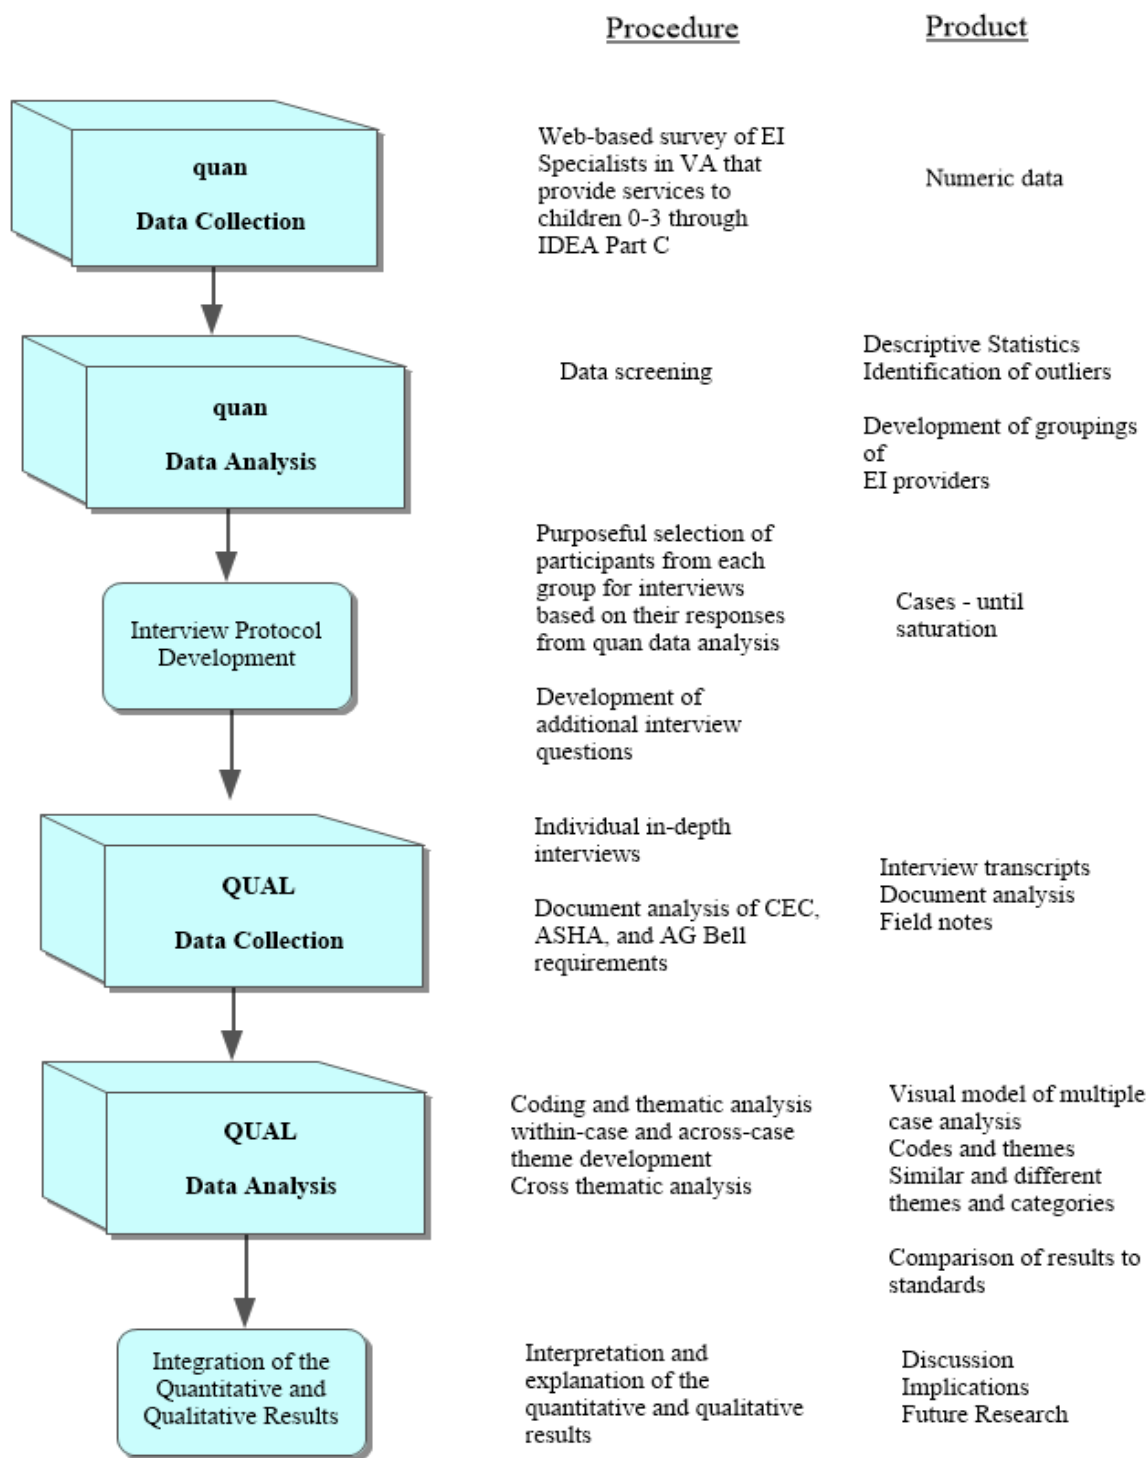 Procedure
Product
quan
Data Collection
Web-based survey of EI
Specialists in VA that
provide services to
children 0-3 through
IDEA Part C
Numeric data
quan
Data Analysis
Data screening
Descriptive Statistics
Identification of outliers
Development of groupings
of
EI providers
Interview Protocol
Development
Purposeful selection of
participants from each
group for interviews
based on their responses
from quan data analysis
Development of
additional interview
questions
Cases - until
saturation
QUAL
Data Collection
Individual in-depth
interviews
Document analysis of CEC,
ASHA, and AG Bell
requirements
Interview transcripts
Document analysis
Field notes
QUAL
Data Analysis
Coding and thematic analysis
within-case and across-case
theme development
Cross thematic analysis
Visual model of multiple
case analysis
Codes and themes
Similar and different
themes and categories
Comparison of results to
standards
Integration of the
Quantitative and
Qualitative Results
Interpretation and
explanation of the
quantitative and qualitative
results
Discussion
Implications
Future Research